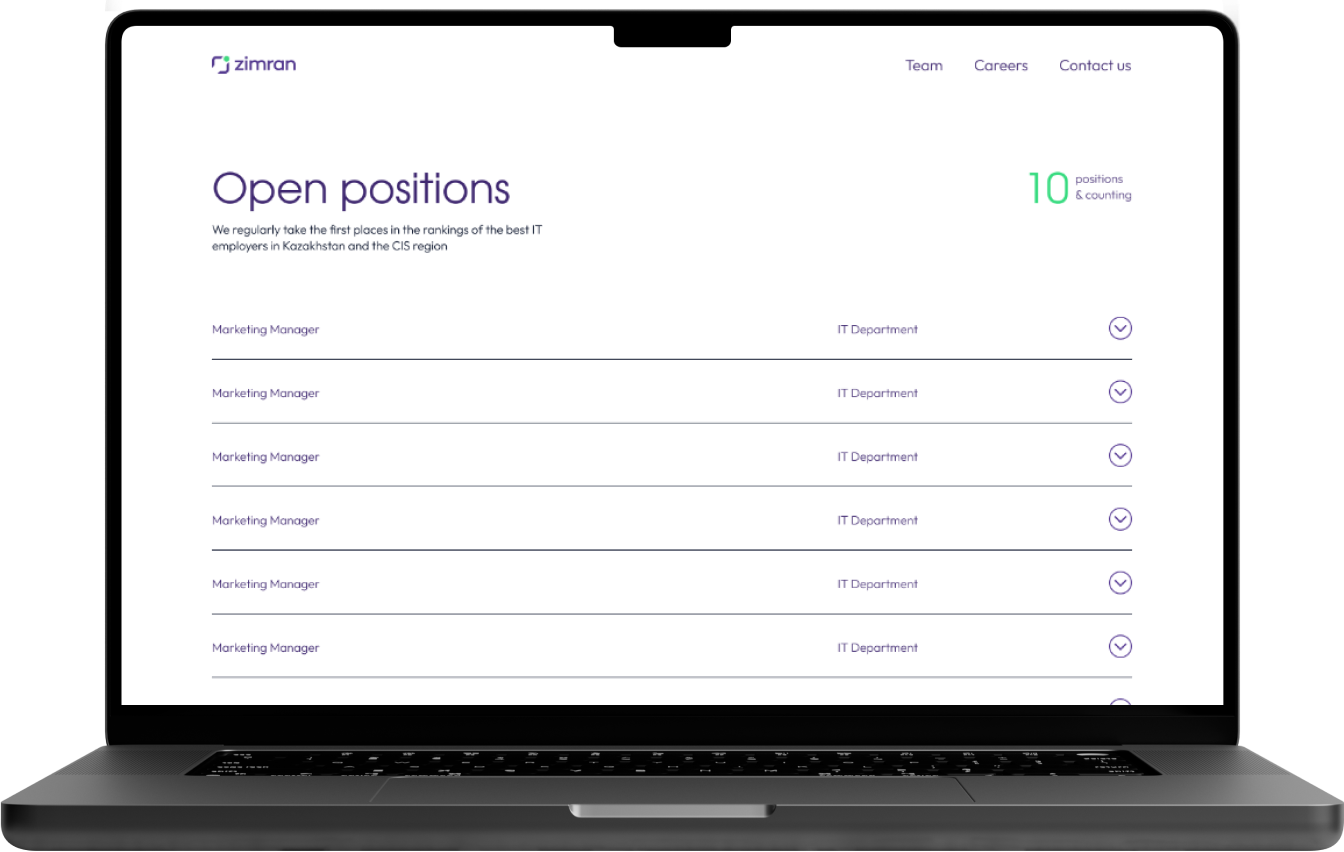 zimran
Team Careers Contact us
Open positions
10 positions
& counting
We regularly take the first places in the rankings of the best IT
employers in Kazakhstan and the CIS region
Marketing Manager IT Department
Marketing Manager IT Department
Marketing Manager IT Department
Marketing Manager IT Department
Marketing Manager IT Department
Marketing Manager IT Department